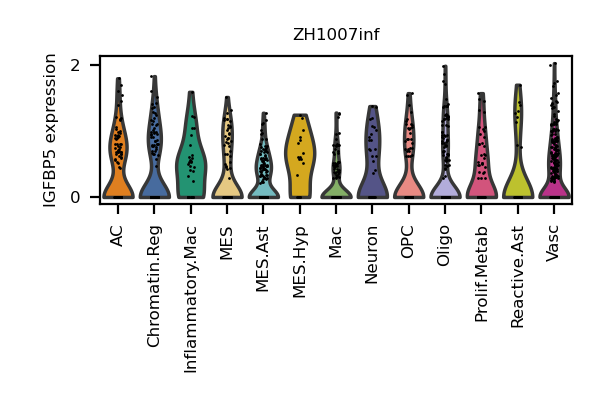 ZH1007inf
IGFBP5 expression
2
0
AC
Chromatin.Reg
Inflammatory.Mac
MES
MES.Ast
MES.Hyp
Mac
Neuron
OPC
Oligo
Prolif.Metab
Reactive.Ast
Vasc